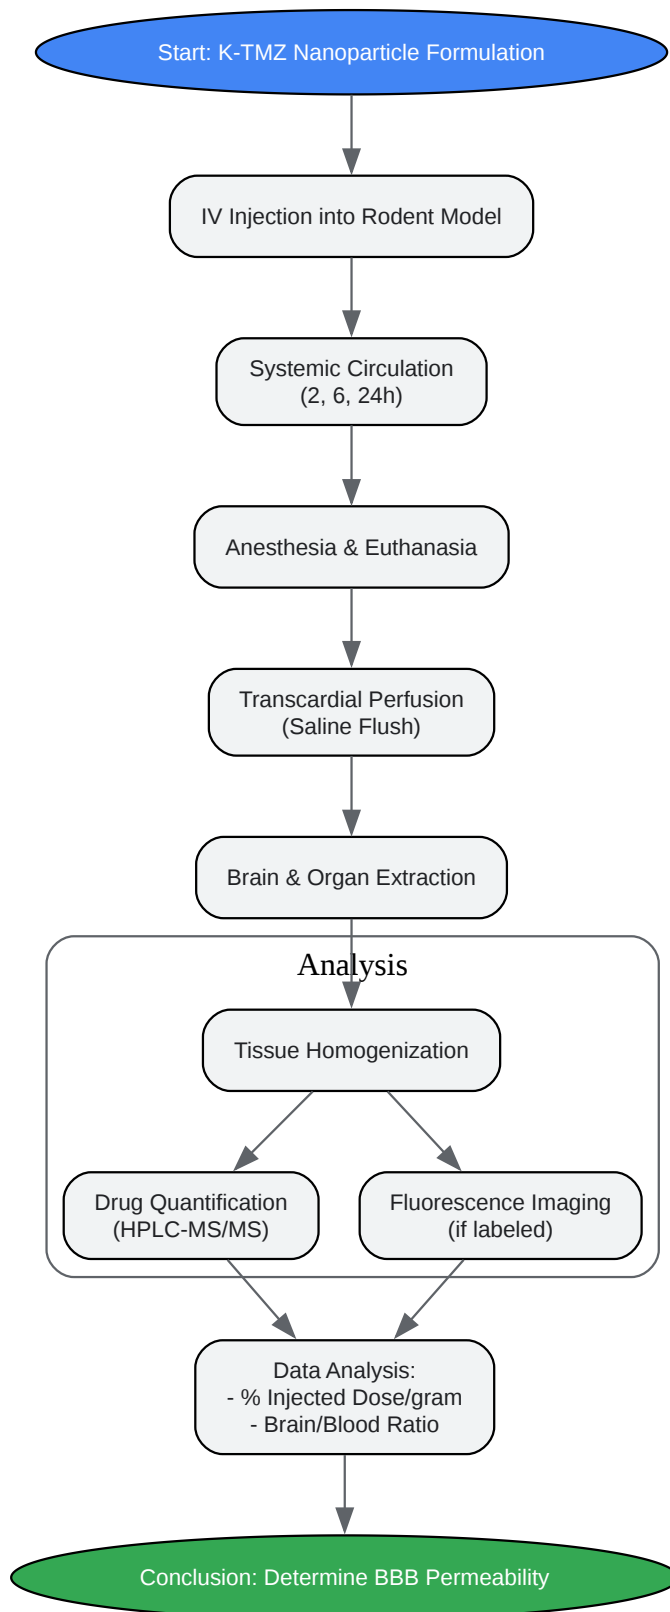 Start: K-TMZ Nanoparticle Formulation
IV Injection into Rodent Model
Systemic Circulation
(2, 6, 24h)
Anesthesia & Euthanasia
Transcardial Perfusion
(Saline Flush)
Brain & Organ Extraction
Analysis
Tissue Homogenization
Drug Quantification
(HPLC-MS/MS)
Fluorescence Imaging
(if labeled)
Data Analysis:
- % Injected Dose/gram
- Brain/Blood Ratio
Conclusion: Determine BBB Permeability